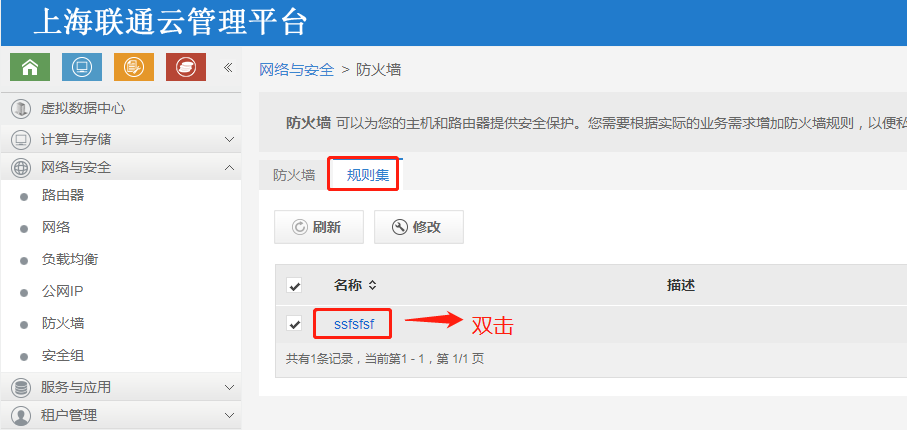 上海联通云管理平台
网络与安全 > 防火墙
虚拟数据中心
计算与存储
网络与安全
路由器
网络
负载均衡
公网IP
防火墙
安全组
服务与应用
租户管理
防火墙 可以为您的主机和路由器提供安全保护。您需要根据实际的业务需求增加防火墙规则，以便私
防火墙 规则集
刷新 修改
名称 描述
ssfsfsf 双击
共有1条记录，当前第1 - 1，第 1/1 页